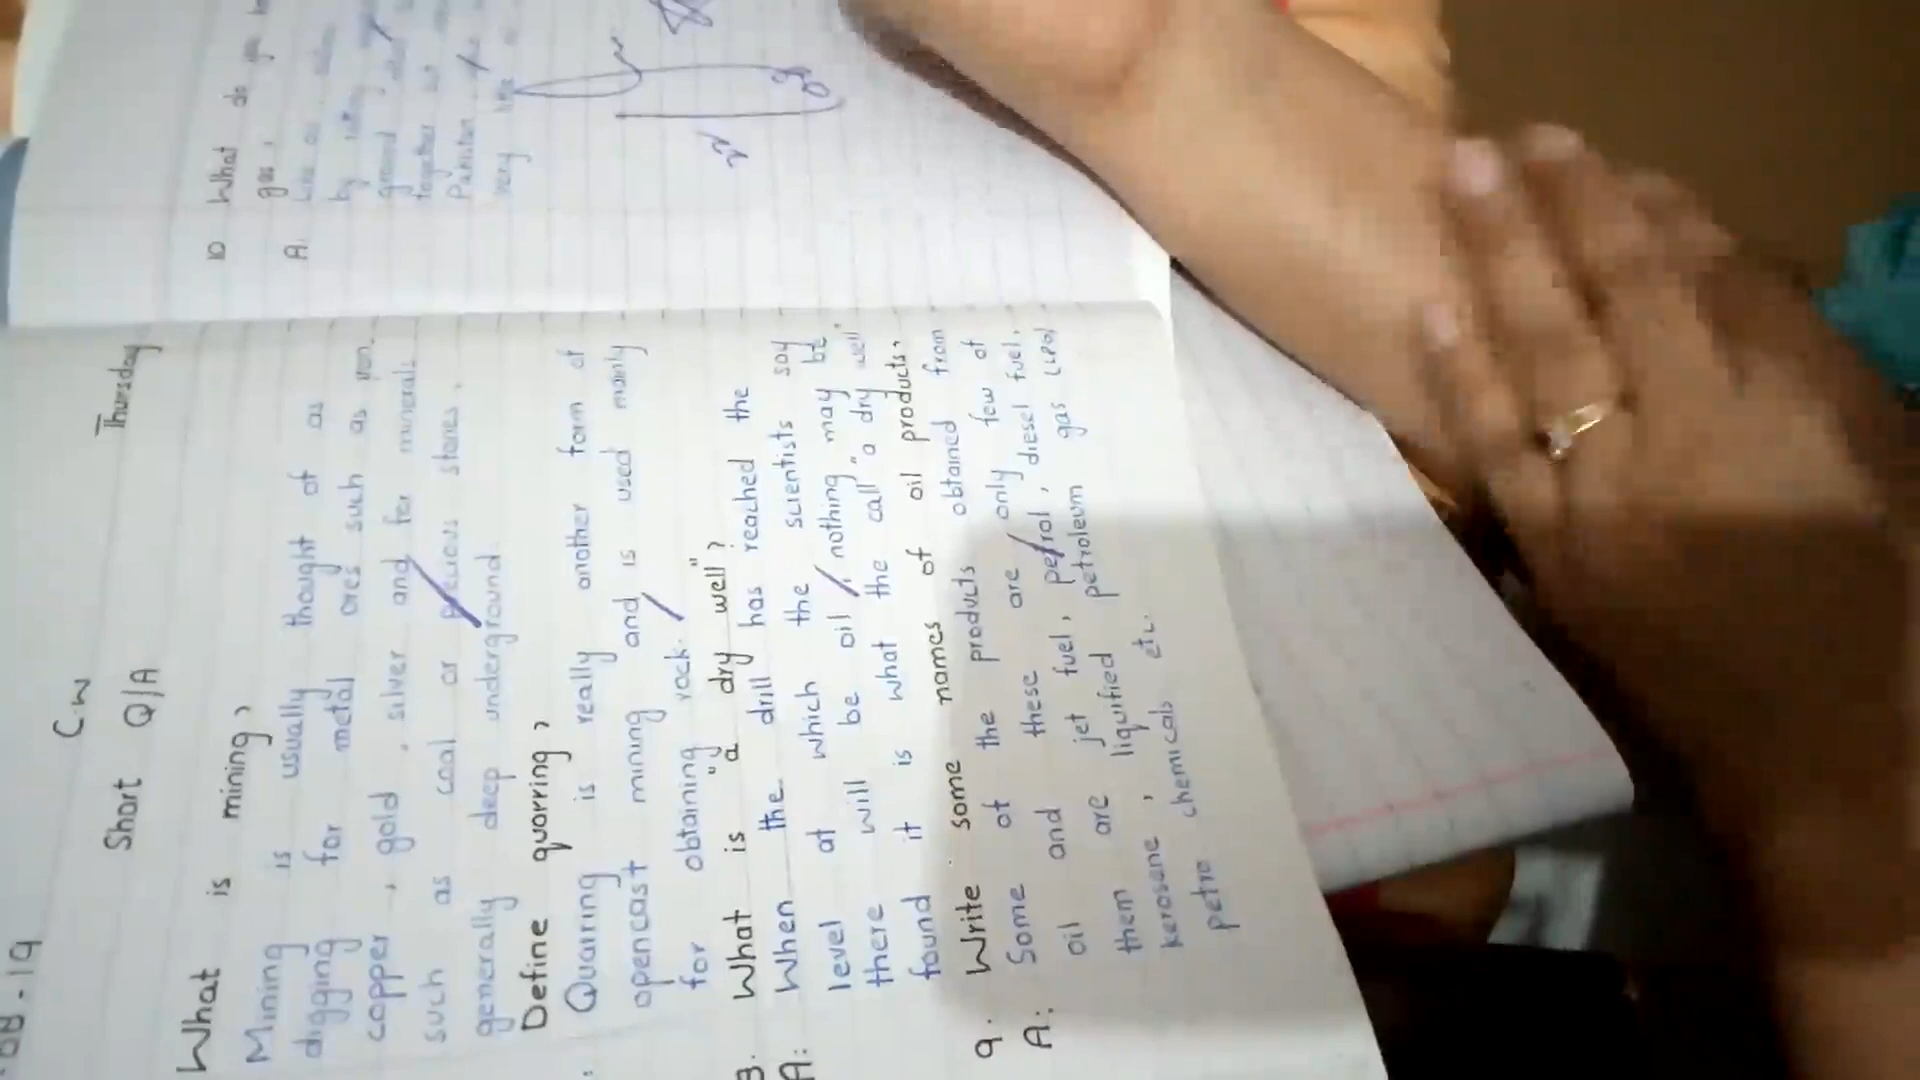 08.19
C.W
Thursday
Short Q/A
What is mining?
Mining is usually thought of as
digging for metal ores such as
copper, gold, silver and for minerals
such as coal or stones.
generally deep underground
Define quarring?
Quarring is really another form of
opencast mining and is used mainly
for obtaining rock.
What is "a dry well"?
A: When the drill has reached the
level at which the scientists say
there will be oil, nothing may be
found it is what the call "a dry well".
9. Write some names of oil products.
A: Some of the products obtained from
oil and these are only few of
them are jet fuel, petrol, diesel fuel,
kerosene, liquified petroleum gas
petro chemicals etc.
10 What do you
gas,
A.
by
ground
together
Pakistan
very